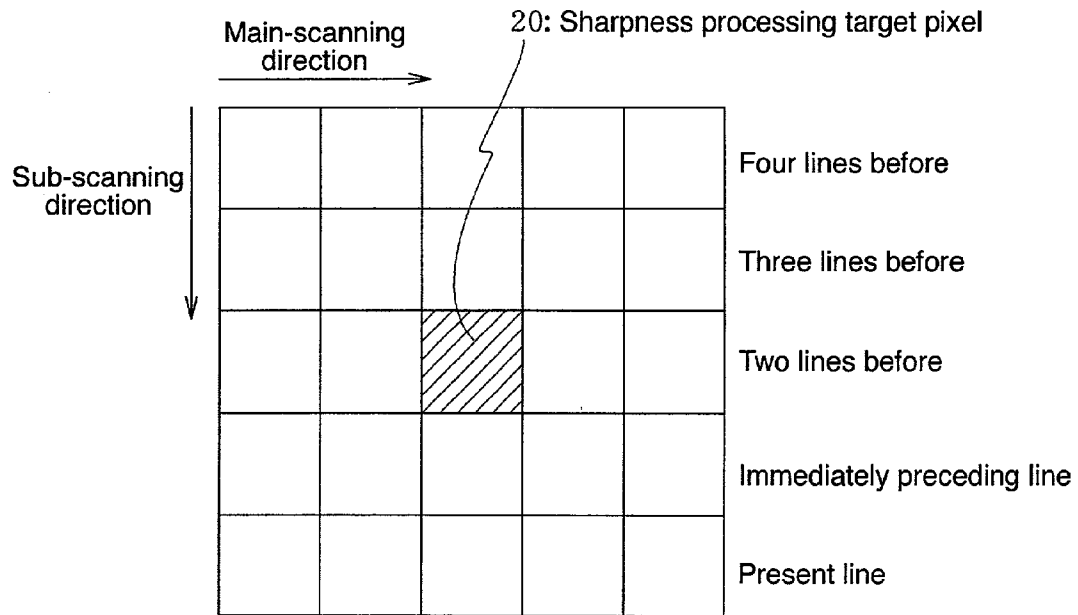 20: Sharpness processing target pixel
Main-scanning
direction
Sub-scanning
direction
Four lines before
Three lines before
Two lines before
Immediately preceding line
Present line